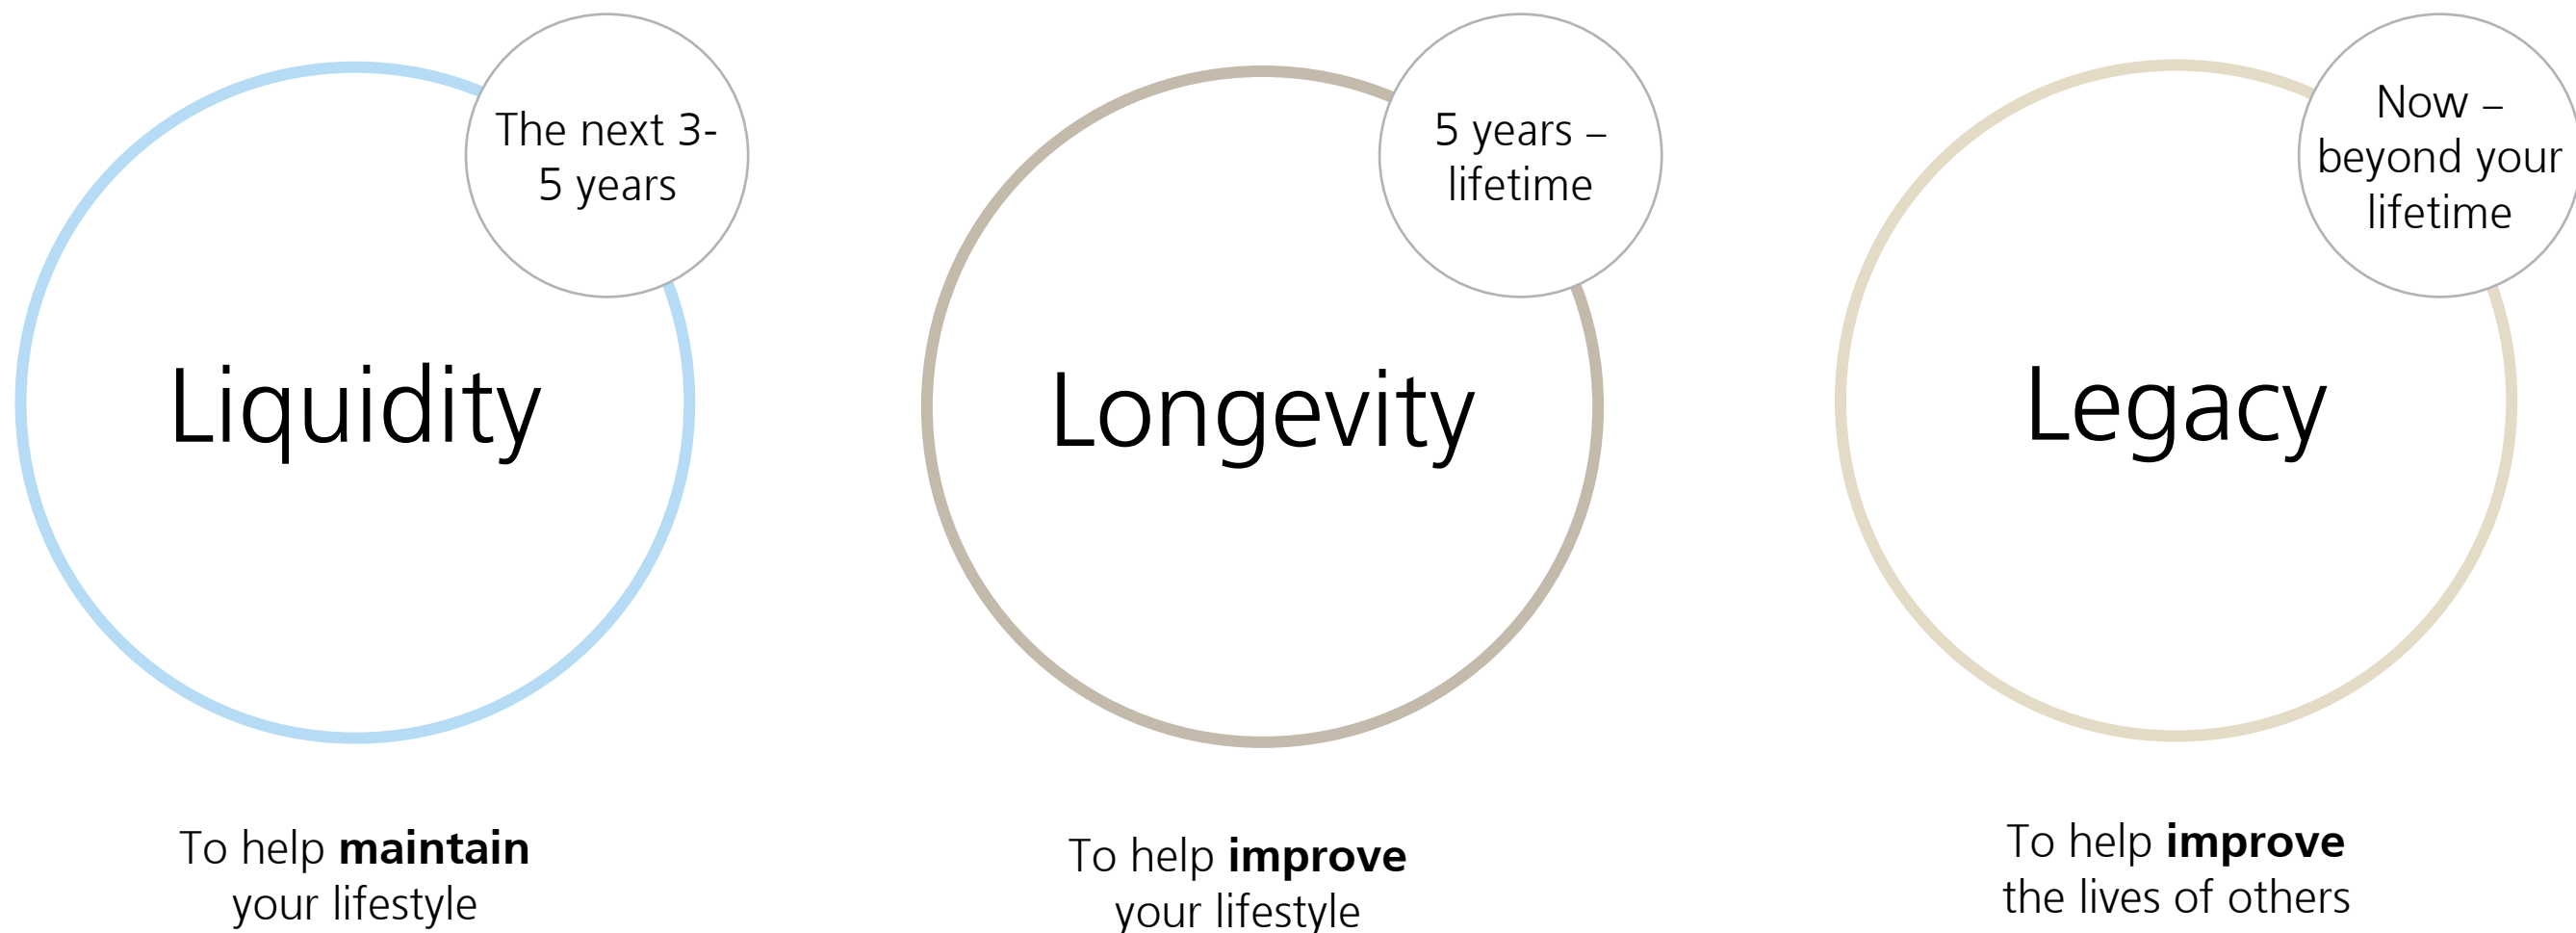 The next 3-
5 years
Liquidity
To help maintain
your lifestyle
5 years –
lifetime
Longevity
To help improve
your lifestyle
Now –
beyond your
lifetime
Legacy
To help improve
the lives of others